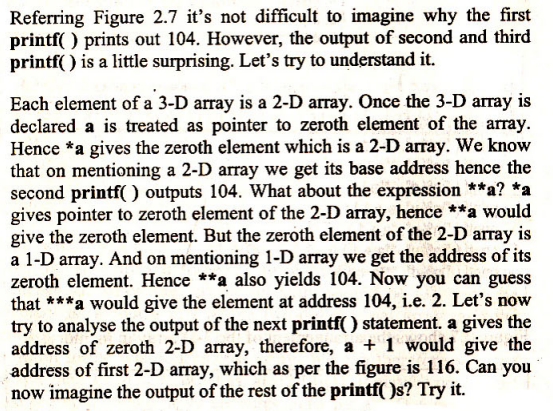 Referring Figure 2.7 it's not difficult to imagine why the first
printf( ) prints out 104. However, the output of second and third
printf( ) is a little surprising. Let's try to understand it.
Each element of a 3-D array is a 2-D array. Once the 3-D array is
declared a is treated as pointer to zeroth element of the array.
Hence *a gives the zeroth element which is a 2-D array. We know
that on mentioning a 2-D array we get its base address hence the
second printf( ) outputs 104. What about the expression **a? *a
gives pointer to zeroth element of the 2-D array, hence **a would
give the zeroth element. But the zeroth element of the 2-D array is
a 1-D array. And on mentioning 1-D array we get the address of its
zeroth element. Hence **a also yields 104. Now you can guess
that ***a would give the element at address 104, i.e. 2. Let's now
try to analyse the output of the next printf( ) statement. a gives the
address of zeroth 2-D array, therefore, a + 1 would give the
address of first 2-D array, which as per the figure is 116. Can you
now imagine the output of the rest of the printf( )s? Try it.